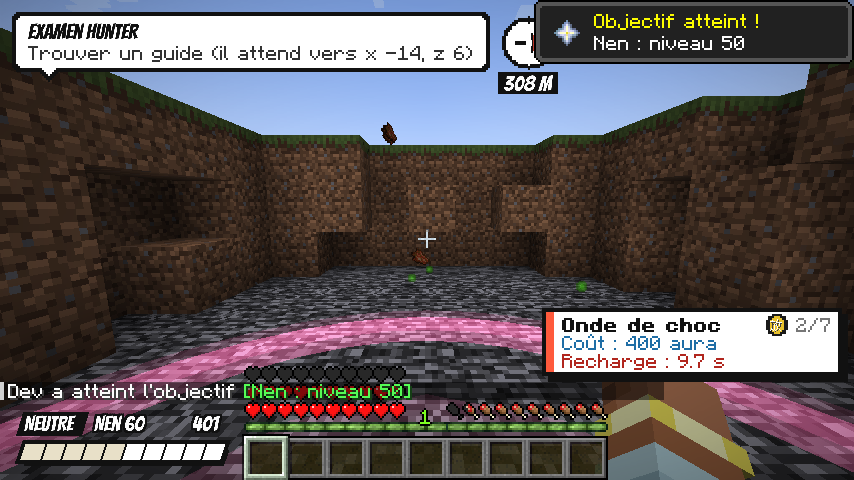 EXAMEN HUNTER
Trouver un guide (il attend vers x -14, z 6)
308 M
Objectif atteint !
Nen : niveau 50
Onde de choc
2/7
Coût : 400 aura
Recharge : 9.7 s
Dev a atteint l'objectif [Nen : niveau 50]
NEUTRE
NEN 60
401
1